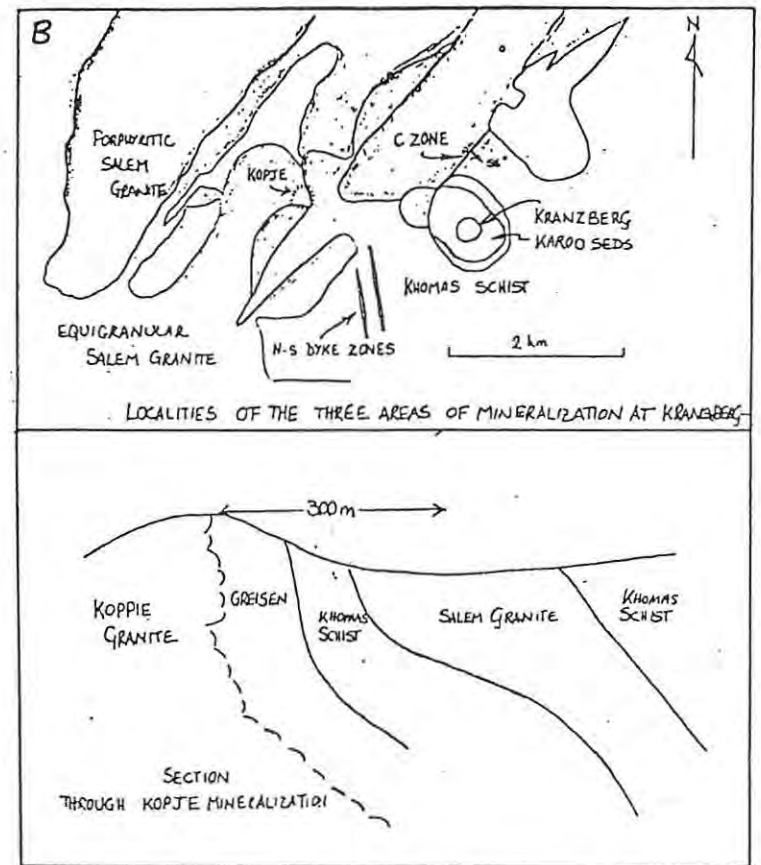 B
N
PORPHYRITIC
SALEM
GRANITE
KOPJE
C ZONE
KRANZBERG
KAROO SEDS
KHOMAS SCHIST
EQUIGRANULAR
SALEM GRANITE
N-S DYKE ZONES
2 km
LOCALITIES OF THE THREE AREAS OF MINERALIZATION AT KRANZBERG
300m
KOPPIE
GRANITE
GREISEN
KHOMAS
SCHIST
SALEM GRANITE
KHOMAS
SCHIST
SECTION
THROUGH KOPJE MINERALIZATION